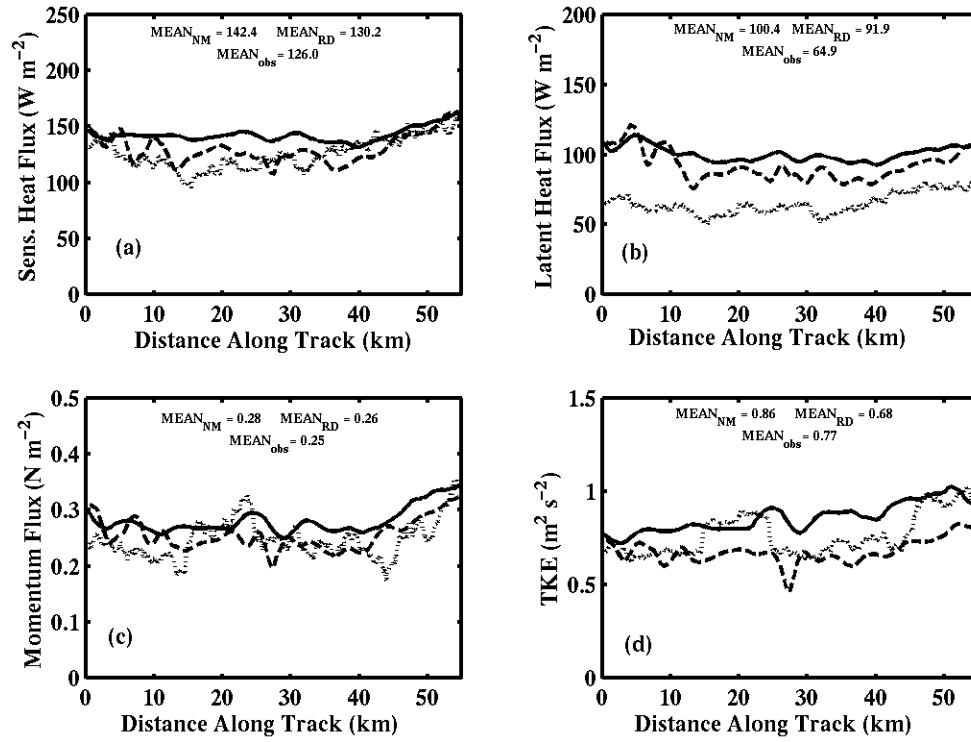 MEAN_NM = 142.4 MEAN_RD = 130.2
MEAN_obs = 126.0
Sens. Heat Flux (W m⁻²)
250
200
150
100
50
0
(a)
0 10 20 30 40 50
Distance Along Track (km)
MEAN_NM = 100.4 MEAN_RD = 91.9
MEAN_obs = 64.9
Latent Heat Flux (W m⁻²)
200
150
100
50
0
(b)
0 10 20 30 40 50
Distance Along Track (km)
MEAN_NM = 0.28 MEAN_RD = 0.26
MEAN_obs = 0.25
Momentum Flux (N m⁻²)
0.5
0.4
0.3
0.2
0.1
0
(c)
0 10 20 30 40 50
Distance Along Track (km)
MEAN_NM = 0.86 MEAN_RD = 0.68
MEAN_obs = 0.77
TKE (m² s⁻²)
1.5
1
0.5
0
(d)
0 10 20 30 40 50
Distance Along Track (km)